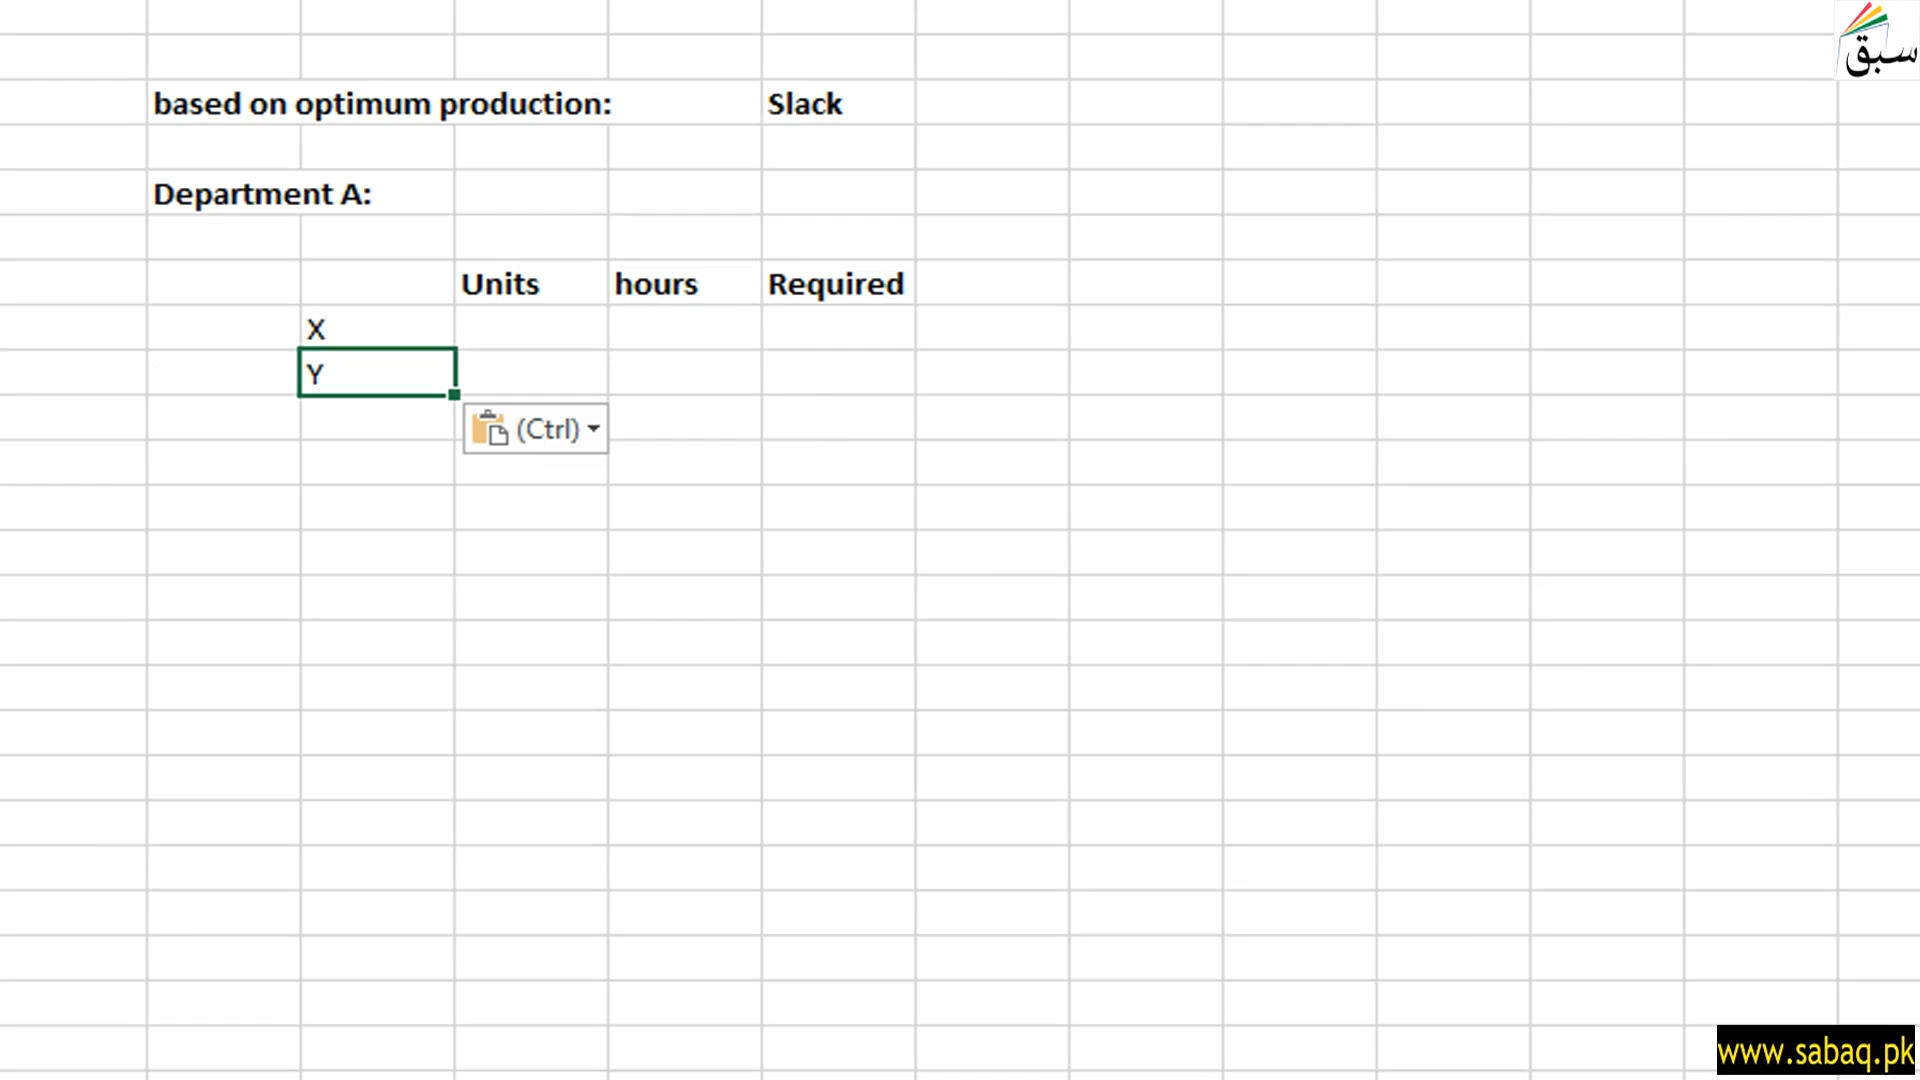 سبق
based on optimum production: Slack
Department A:
Units hours Required
X
Y
(Ctrl)
www.sabaq.pk